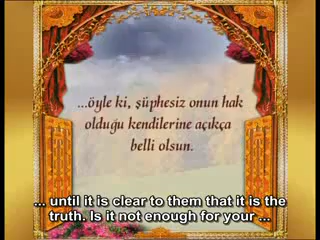 ...öyle ki, şüphesiz onun hak
olduğu kendilerine açıkça
belli olsun.
... until it is clear to them that it is the
truth. Is it not enough for your ...